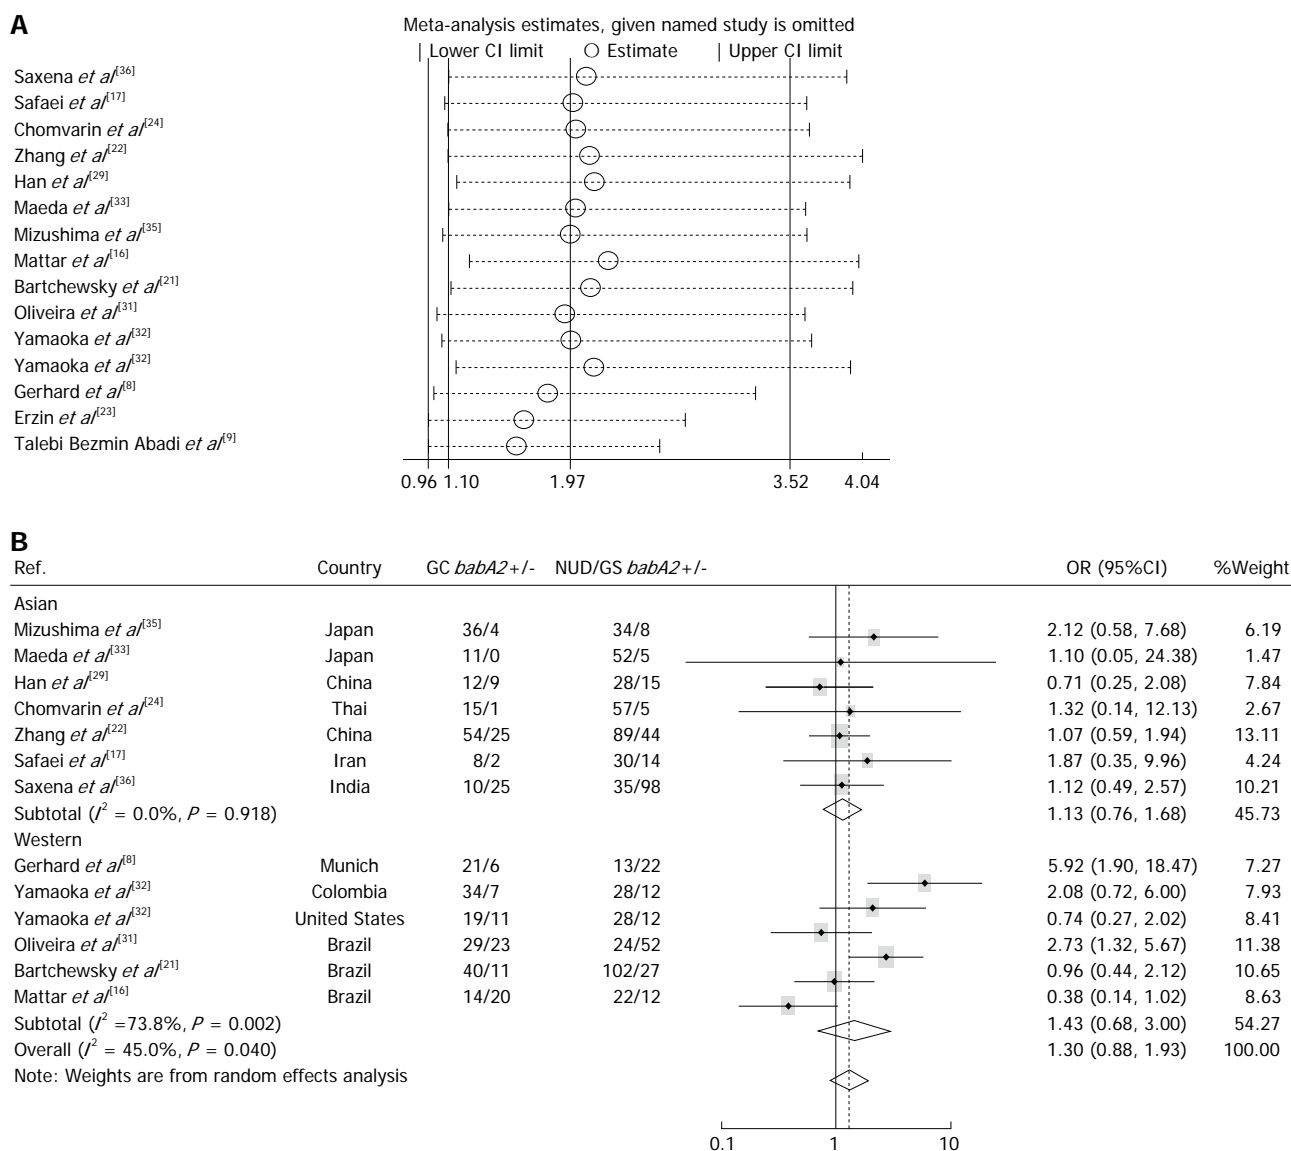 A
Meta-analysis estimates, given named study is omitted
| Lower CI limit ○ Estimate | Upper CI limit
Saxena et al[36]
Safaei et al[17]
Chomvarin et al[24]
Zhang et al[22]
Han et al[29]
Maeda et al[33]
Mizushima et al[35]
Mattar et al[16]
Bartchewsky et al[21]
Oliveira et al[31]
Yamaoka et al[32]
Yamaoka et al[32]
Gerhard et al[8]
Erzin et al[23]
Talebi Bezmin Abadi et al[9]
0.96 1.10 1.97 3.52 4.04
B
Ref. Country GC babA2+/- NUD/GS babA2+/- OR (95%CI) %Weight
Asian
Mizushima et al[35] Japan 36/4 34/8 2.12 (0.58, 7.68) 6.19
Maeda et al[33] Japan 11/0 52/5 1.10 (0.05, 24.38) 1.47
Han et al[29] China 12/9 28/15 0.71 (0.25, 2.08) 7.84
Chomvarin et al[24] Thai 15/1 57/5 1.32 (0.14, 12.13) 2.67
Zhang et al[22] China 54/25 89/44 1.07 (0.59, 1.94) 13.11
Safaei et al[17] Iran 8/2 30/14 1.87 (0.35, 9.96) 4.24
Saxena et al[36] India 10/25 35/98 1.12 (0.49, 2.57) 10.21
Subtotal (I² = 0.0%, P = 0.918) 1.13 (0.76, 1.68) 45.73
Western
Gerhard et al[8] Munich 21/6 13/22 5.92 (1.90, 18.47) 7.27
Yamaoka et al[32] Colombia 34/7 28/12 2.08 (0.72, 6.00) 7.93
Yamaoka et al[32] United States 19/11 28/12 0.74 (0.27, 2.02) 8.41
Oliveira et al[31] Brazil 29/23 24/52 2.73 (1.32, 5.67) 11.38
Bartchewsky et al[21] Brazil 40/11 102/27 0.96 (0.44, 2.12) 10.65
Mattar et al[16] Brazil 14/20 22/12 0.38 (0.14, 1.02) 8.63
Subtotal (I² =73.8%, P = 0.002) 1.43 (0.68, 3.00) 54.27
Overall (I² = 45.0%, P = 0.040) 1.30 (0.88, 1.93) 100.00
Note: Weights are from random effects analysis
0.1 1 10